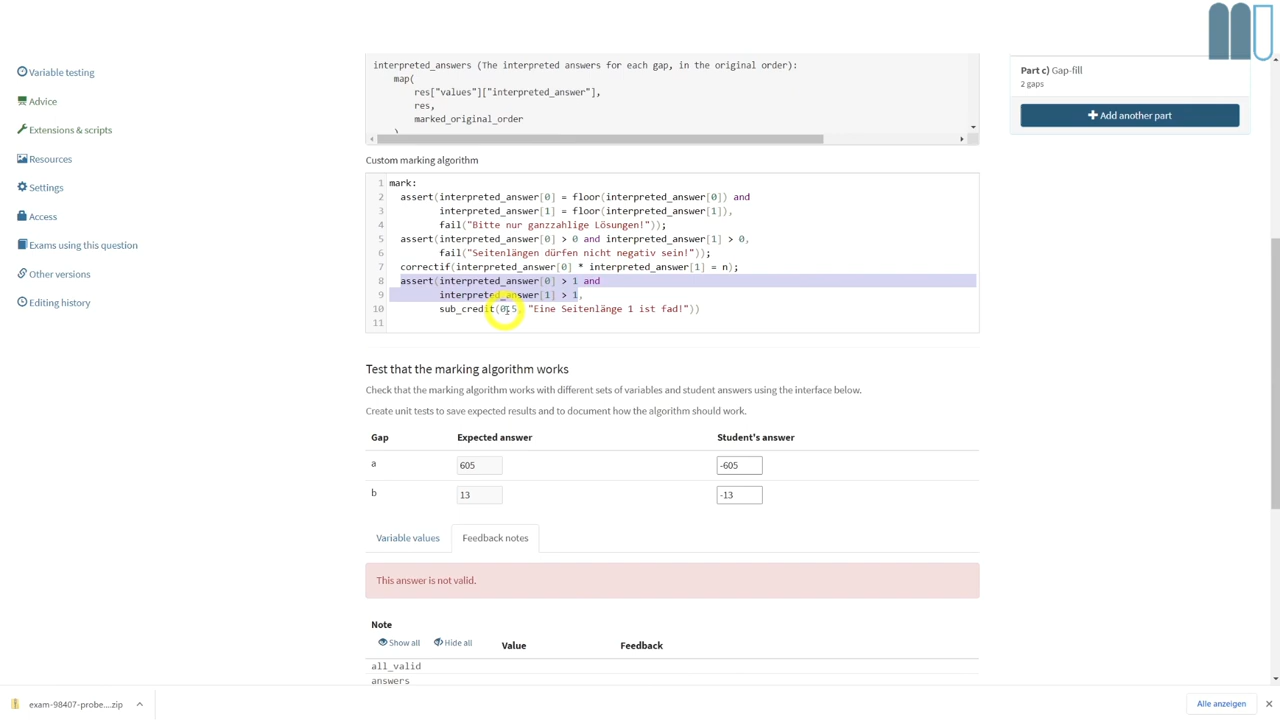 Variable testing
Advice
Extensions & scripts
Resources
Settings
Access
Exams using this question
Other versions
Editing history
interpreted_answers (The interpreted answers for each gap, in the original order):
map(
res["values"]["interpreted_answer"],
res,
marked_original_order
)
Custom marking algorithm
1 mark:
2 assert(interpreted_answer[0] = floor(interpreted_answer[0]) and
3 interpreted_answer[1] = floor(interpreted_answer[1]),
4 fail("Bitte nur ganzzahlige Lösungen!"));
5 assert(interpreted_answer[0] > 0 and interpreted_answer[1] > 0,
6 fail("Seitenlängen dürfen nicht negativ sein!"));
7 correctif(interpreted_answer[0] * interpreted_answer[1] = n);
8 assert(interpreted_answer[0] > 1 and
9 interpreted_answer[1] > 1,
10 sub_credit(0.5, "Eine Seitenlänge 1 ist fad!"))
11
Test that the marking algorithm works
Check that the marking algorithm works with different sets of variables and student answers using the interface below.
Create unit tests to save expected results and to document how the algorithm should work.
Gap Expected answer Student's answer
a 605 -605
b 13 -13
Variable values Feedback notes
This answer is not valid.
Note
Show all Hide all Value Feedback
all_valid
answers
Part c) Gap-fill
2 gaps
+ Add another part
exam-98407-probe....zip
Alle anzeigen